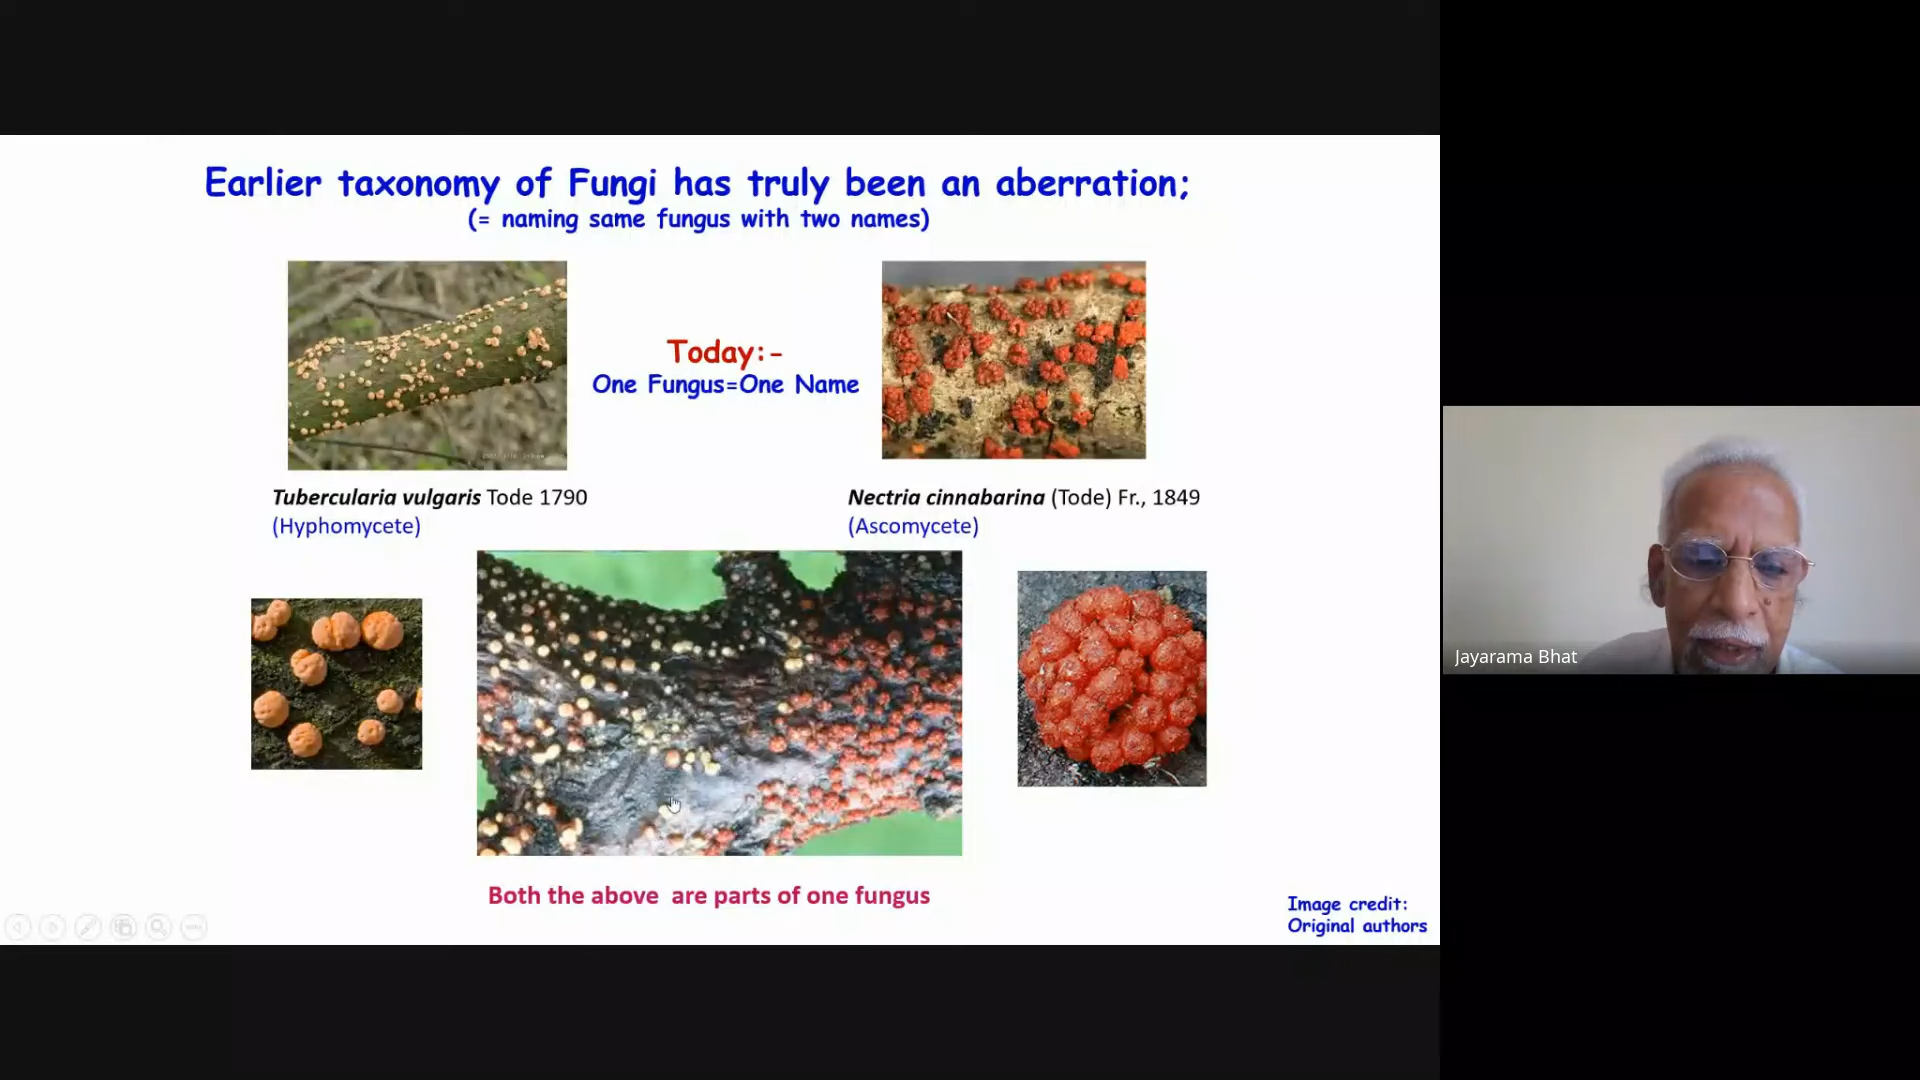 Earlier taxonomy of Fungi has truly been an aberration;
(= naming same fungus with two names)
Today:-
One Fungus=One Name
Tubercularia vulgaris Tode 1790
(Hyphomycete)
Nectria cinnabarina (Tode) Fr., 1849
(Ascomycete)
Both the above are parts of one fungus
Image credit:
Original authors
Jayarama Bhat